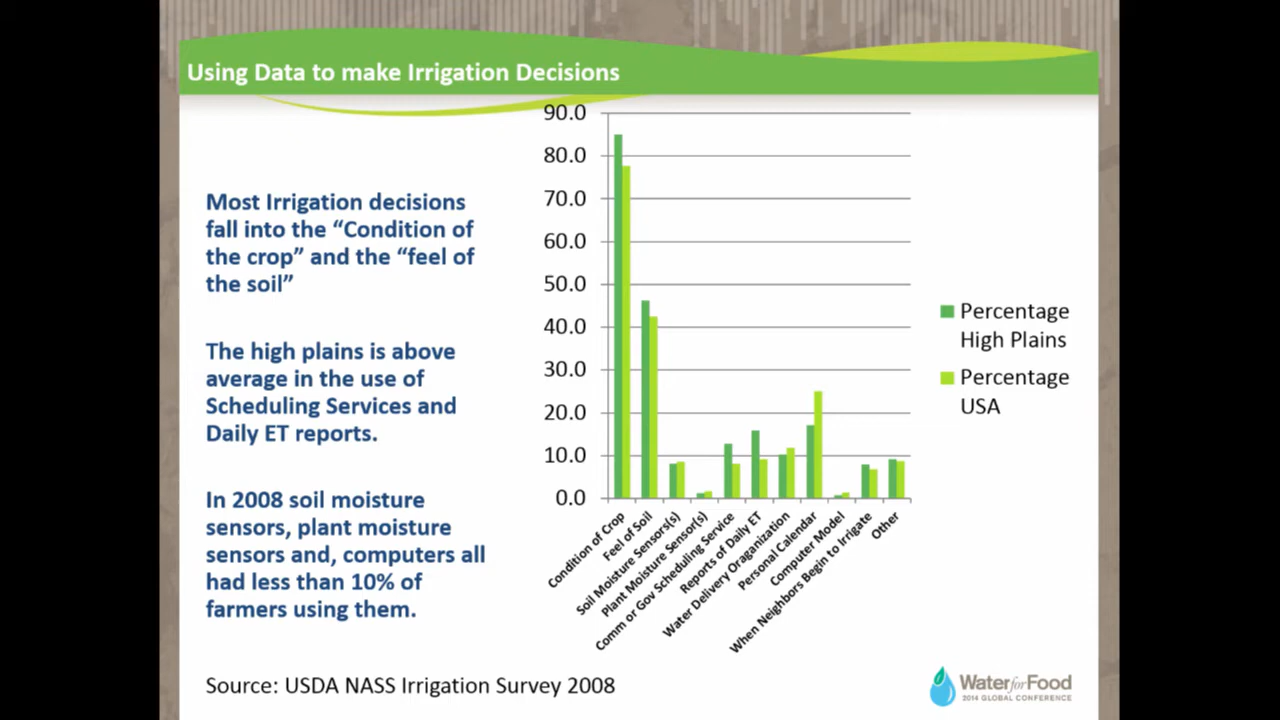 Using Data to make Irrigation Decisions
Most Irrigation decisions
fall into the “Condition of
the crop” and the “feel of
the soil”
The high plains is above
average in the use of
Scheduling Services and
Daily ET reports.
In 2008 soil moisture
sensors, plant moisture
sensors and, computers all
had less than 10% of
farmers using them.
90.0
80.0
70.0
60.0
50.0
40.0
30.0
20.0
10.0
0.0
Condition of Crop
Feel of Soil
Soil Moisture Sensors(s)
Plant Moisture Sensor(s)
Comm or Gov Scheduling Service
Reports of Daily ET
Water Delivery Oraganization
Personal Calendar
Computer Model
When Neighbors Begin to Irrigate
Other
Percentage
High Plains
Percentage
USA
Source: USDA NASS Irrigation Survey 2008
Water for Food
2014 GLOBAL CONFERENCE